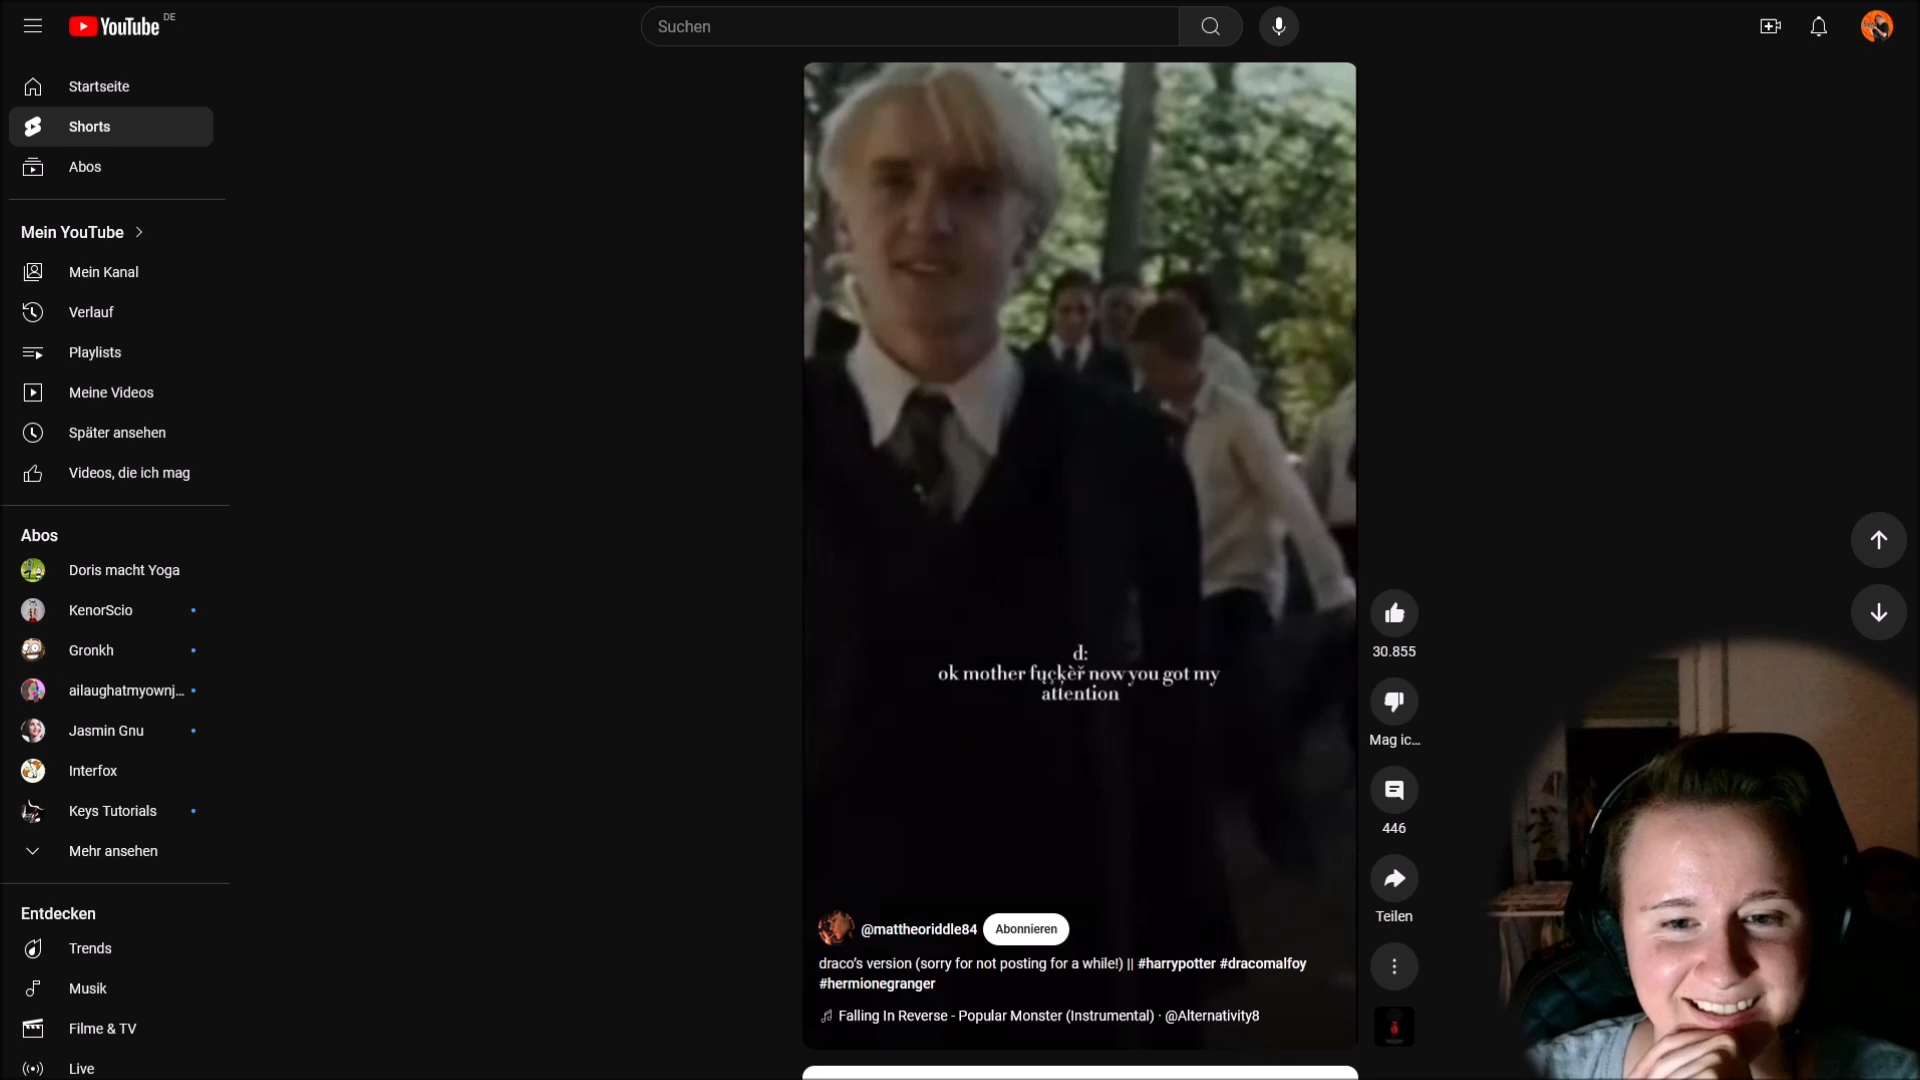 YouTube DE
Suchen
Startseite
Shorts
Abos
Mein YouTube
Mein Kanal
Verlauf
Playlists
Meine Videos
Später ansehen
Videos, die ich mag
Abos
Doris macht Yoga
KenorScio
Gronkh
ailaughatmyownj...
Jasmin Gnu
Interfox
Keys Tutorials
Mehr ansehen
Entdecken
Trends
Musik
Filme & TV
Live
d:
ok mother fųçķèř now you got my
attention
@mattheoriddle84 Abonnieren
draco's version (sorry for not posting for a while!) || #harrypotter #dracomalfoy
#hermionegranger
Falling In Reverse - Popular Monster (Instrumental) · @Alternativity8
30.855
Mag ic...
446
Teilen